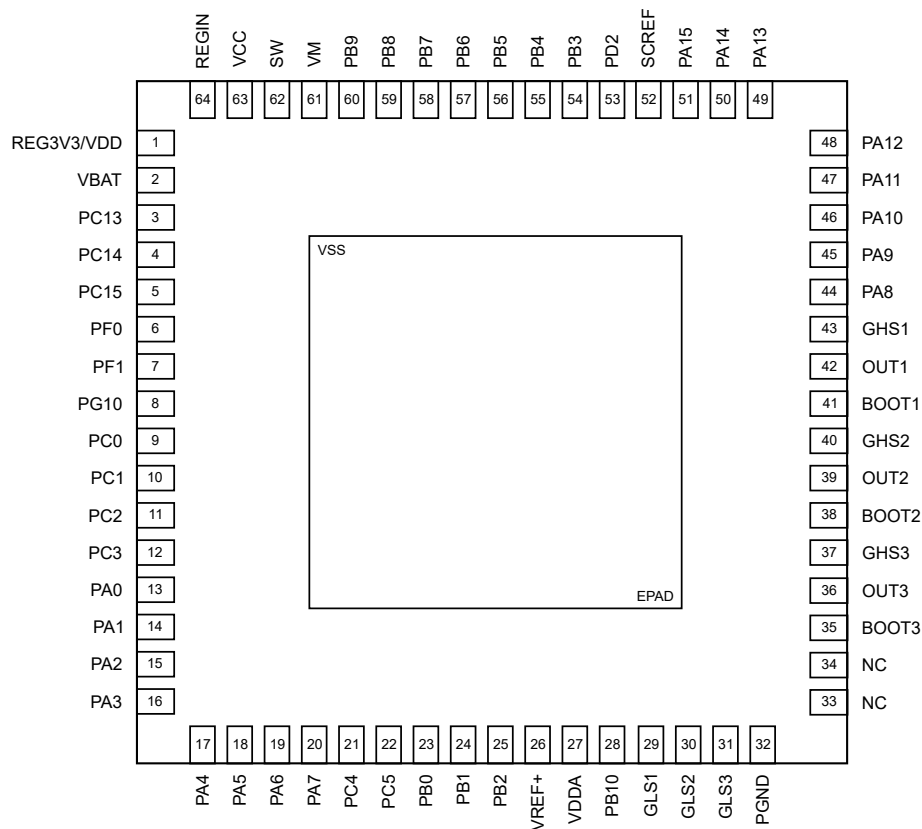 REGIN VCC SW VM PB9 PB8 PB7 PB6 PB5 PB4 PB3 PD2 SCREF PA15 PA14 PA13
64 63 62 61 60 59 58 57 56 55 54 53 52 51 50 49
REG3V3/VDD 1 48 PA12
VBAT 2 47 PA11
PC13 3 46 PA10
PC14 4 VSS 45 PA9
PC15 5 44 PA8
PF0 6 43 GHS1
PF1 7 42 OUT1
PG10 8 41 BOOT1
PC0 9 40 GHS2
PC1 10 39 OUT2
PC2 11 38 BOOT2
PC3 12 37 GHS3
PA0 13 EPAD 36 OUT3
PA1 14 35 BOOT3
PA2 15 34 NC
PA3 16 33 NC
17 18 19 20 21 22 23 24 25 26 27 28 29 30 31 32
PA4 PA5 PA6 PA7 PC4 PC5 PB0 PB1 PB2 VREF+ VDDA PB10 GLS1 GLS2 GLS3 PGND